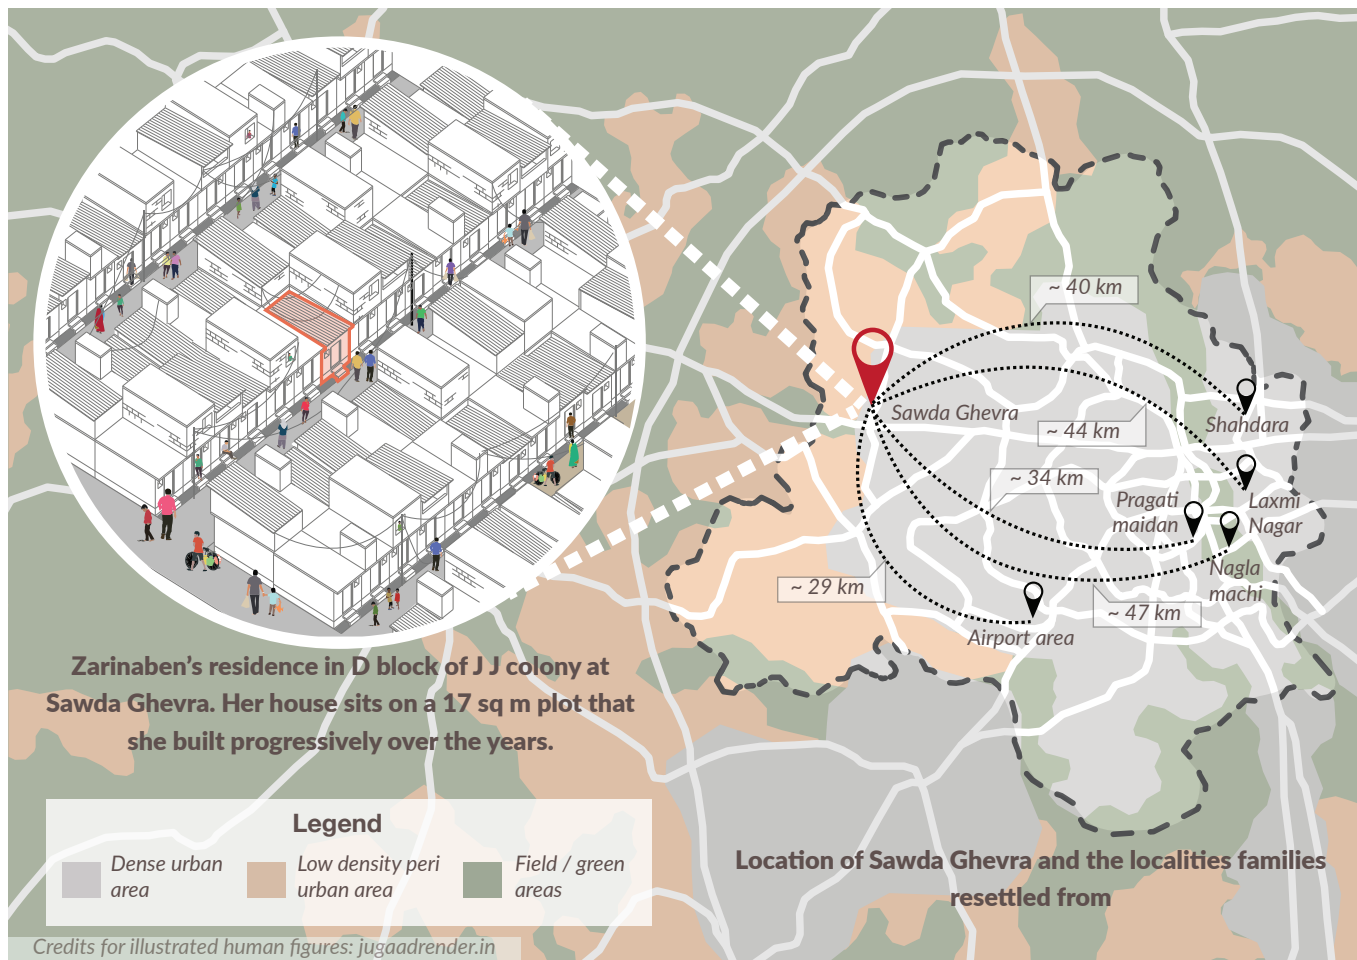 ~ 40 km
Sawda Ghevra
Shahdara
~ 44 km
~ 34 km
Pragati
maidan
Laxmi
Nagar
Nagla
machi
~ 29 km
~ 47 km
Airport area
Zarinaben’s residence in D block of J J colony at
Sawda Ghevra. Her house sits on a 17 sq m plot that
she built progressively over the years.
Legend
Dense urban
area
Low density peri
urban area
Field / green
areas
Location of Sawda Ghevra and the localities families
resettled from
Credits for illustrated human figures: jugaadrender.in